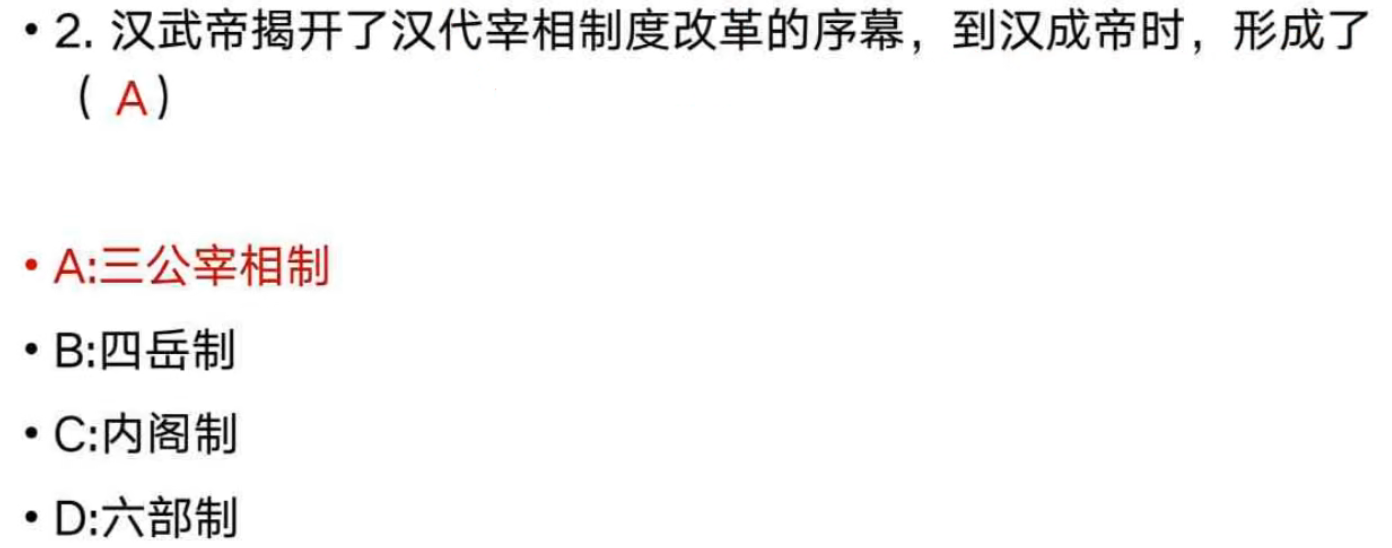 • 2. 汉武帝揭开了汉代宰相制度改革的序幕，到汉成帝时，形成了
（ A）
• A:三公宰相制
• B:四岳制
• C:内阁制
• D:六部制